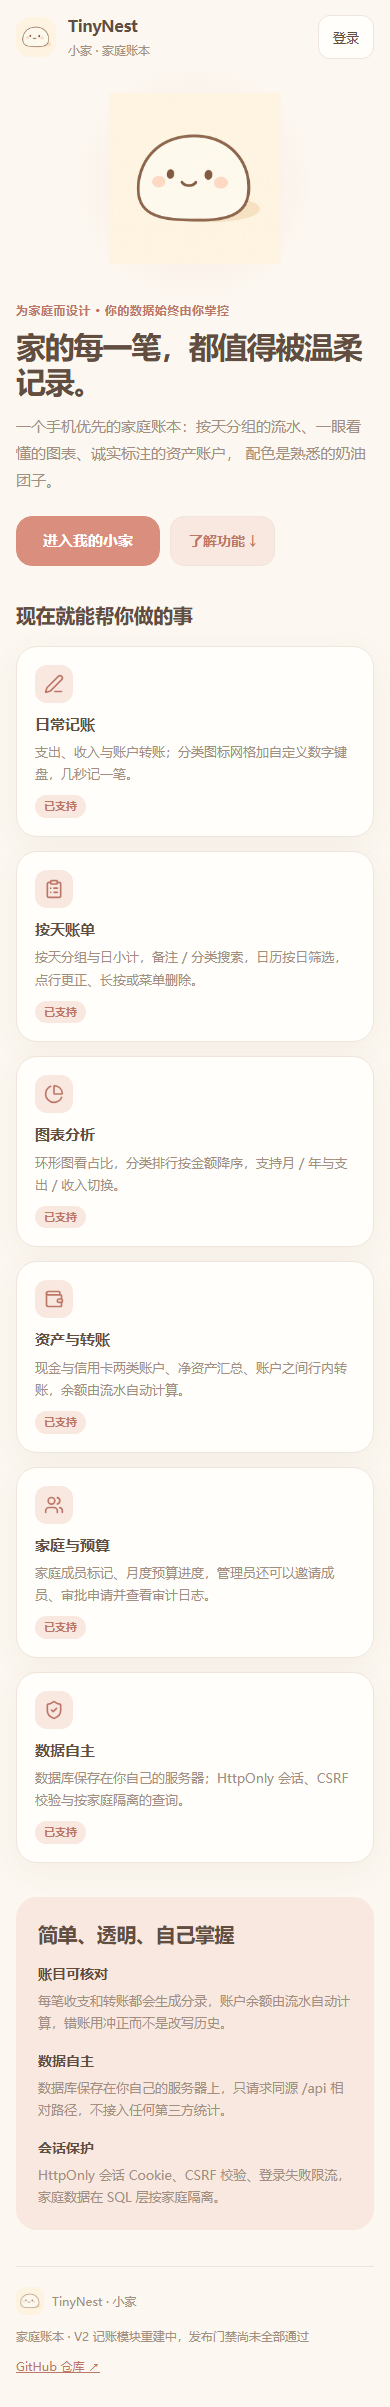 TinyNest
小家 · 家庭账本
登录
为家庭而设计 · 你的数据始终由你掌控
家的每一笔，都值得被温柔
记录。
一个手机优先的家庭账本：按天分组的流水、一眼看
懂的图表、诚实标注的资产账户， 配色是熟悉的奶油
团子。
进入我的小家
了解功能 ↓
现在就能帮你做的事
日常记账
支出、收入与账户转账；分类图标网格加自定义数字键
盘，几秒记一笔。
已支持
按天账单
按天分组与日小计，备注 / 分类搜索，日历按日筛选，
点行更正、长按或菜单删除。
已支持
图表分析
环形图看占比，分类排行按金额降序，支持月 / 年与支
出 / 收入切换。
已支持
资产与转账
现金与信用卡两类账户、净资产汇总、账户之间行内转
账，余额由流水自动计算。
已支持
家庭与预算
家庭成员标记、月度预算进度，管理员还可以邀请成
员、审批申请并查看审计日志。
已支持
数据自主
数据库保存在你自己的服务器；HttpOnly 会话、CSRF
校验与按家庭隔离的查询。
已支持
简单、透明、自己掌握
账目可核对
每笔收支和转账都会生成分录，账户余额由流水自动计
算，错账用冲正而不是改写历史。
数据自主
数据库保存在你自己的服务器上，只请求同源 /api 相
对路径，不接入任何第三方统计。
会话保护
HttpOnly 会话 Cookie、CSRF 校验、登录失败限流，
家庭数据在 SQL 层按家庭隔离。
TinyNest · 小家
家庭账本 · V2 记账模块重建中，发布门禁尚未全部通过
GitHub 仓库 ↗